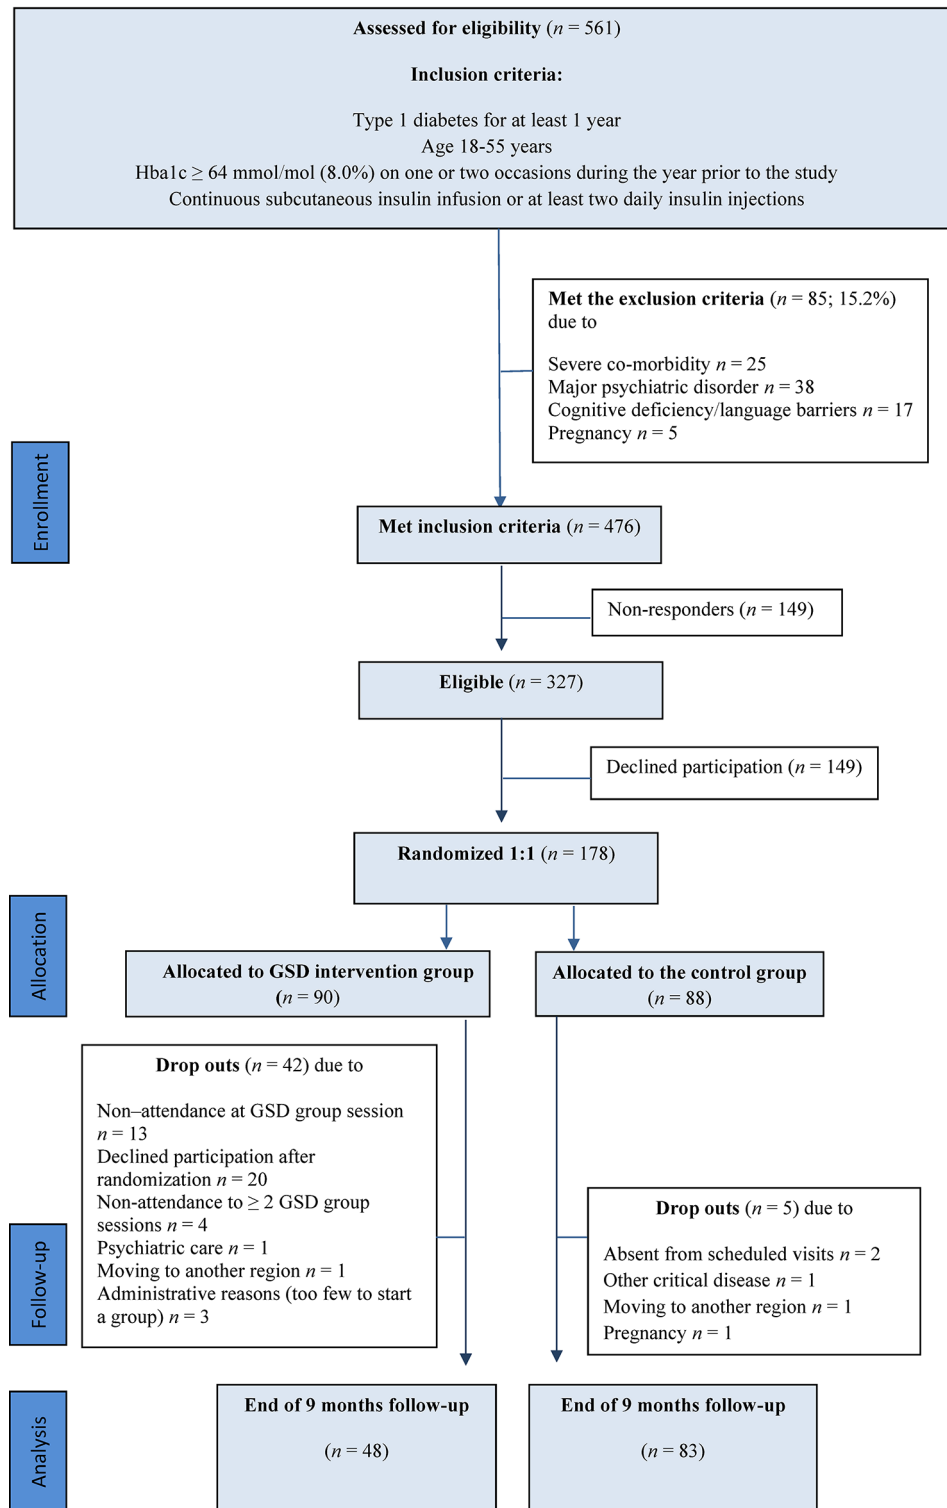 Assessed for eligibility (n = 561)
Inclusion criteria:
Type 1 diabetes for at least 1 year
Age 18-55 years
Hba1c ≥ 64 mmol/mol (8.0%) on one or two occasions during the year prior to the study
Continuous subcutaneous insulin infusion or at least two daily insulin injections
Met the exclusion criteria (n = 85; 15.2%)
due to
Severe co-morbidity n = 25
Major psychiatric disorder n = 38
Cognitive deficiency/language barriers n = 17
Pregnancy n = 5
Enrollment
Met inclusion criteria (n = 476)
Non-responders (n = 149)
Eligible (n = 327)
Declined participation (n = 149)
Randomized 1:1 (n = 178)
Allocation
Allocated to GSD intervention group
(n = 90)
Allocated to the control group
(n = 88)
Drop outs (n = 42) due to
Non–attendance at GSD group session
n = 13
Declined participation after
randomization n = 20
Non-attendance to ≥ 2 GSD group
sessions n = 4
Psychiatric care n = 1
Moving to another region n = 1
Administrative reasons (too few to start
a group) n = 3
Drop outs (n = 5) due to
Absent from scheduled visits n = 2
Other critical disease n = 1
Moving to another region n = 1
Pregnancy n = 1
Follow-up
End of 9 months follow-up
(n = 48)
End of 9 months follow-up
(n = 83)
Analysis